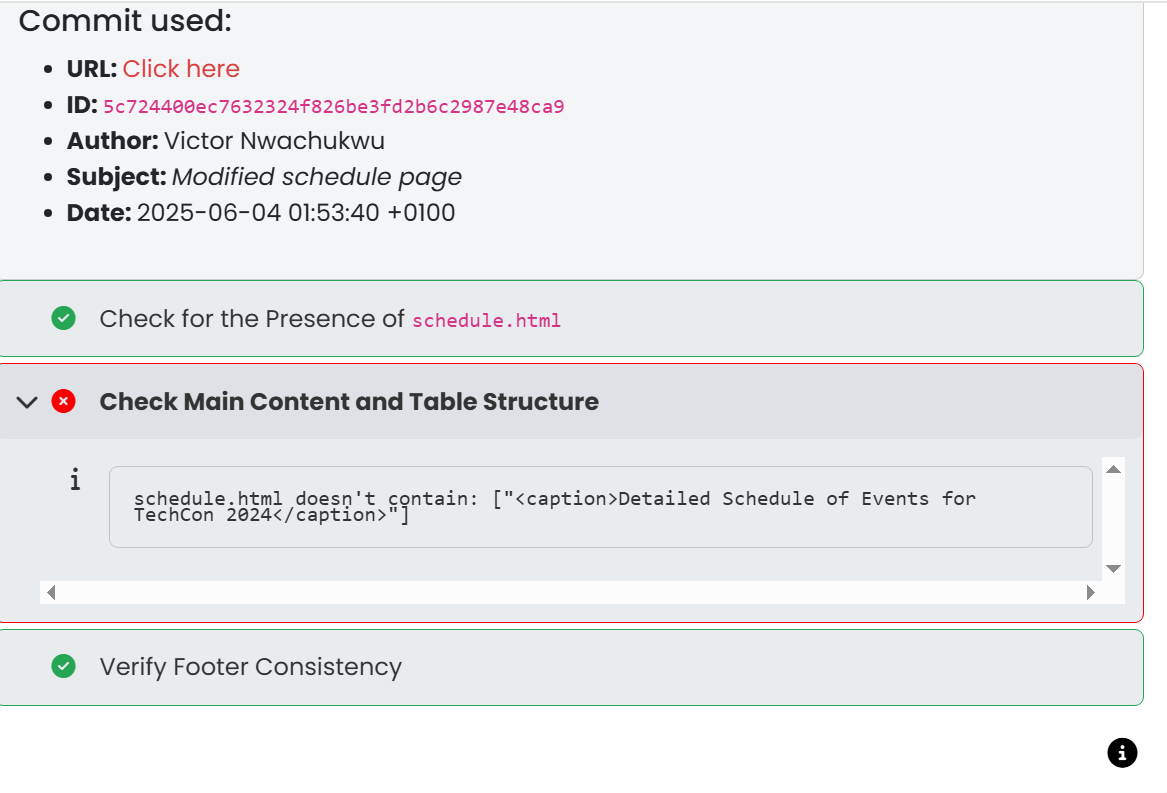 Commit used:
URL: Click here
ID: 5c724400ec7632324f826be3fd2b6c2987e48ca9
Author: Victor Nwachukwu
Subject: Modified schedule page
Date: 2025-06-04 01:53:40 +0100
Check for the Presence of schedule.html
Check Main Content and Table Structure
schedule.html doesn't contain: ["<caption>Detailed Schedule of Events for
TechCon 2024</caption>"]
Verify Footer Consistency